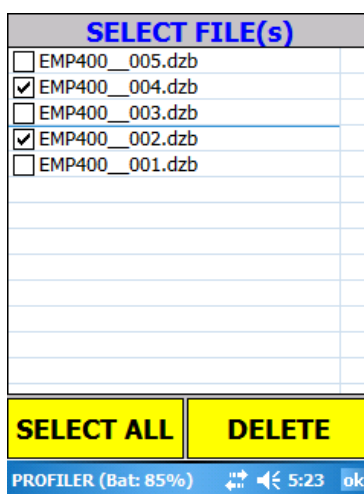 SELECT FILE(s)
EMP400__005.dzb
EMP400__004.dzb
EMP400__003.dzb
EMP400__002.dzb
EMP400__001.dzb
SELECT ALL DELETE
PROFILER (Bat: 85%) 5:23 ok